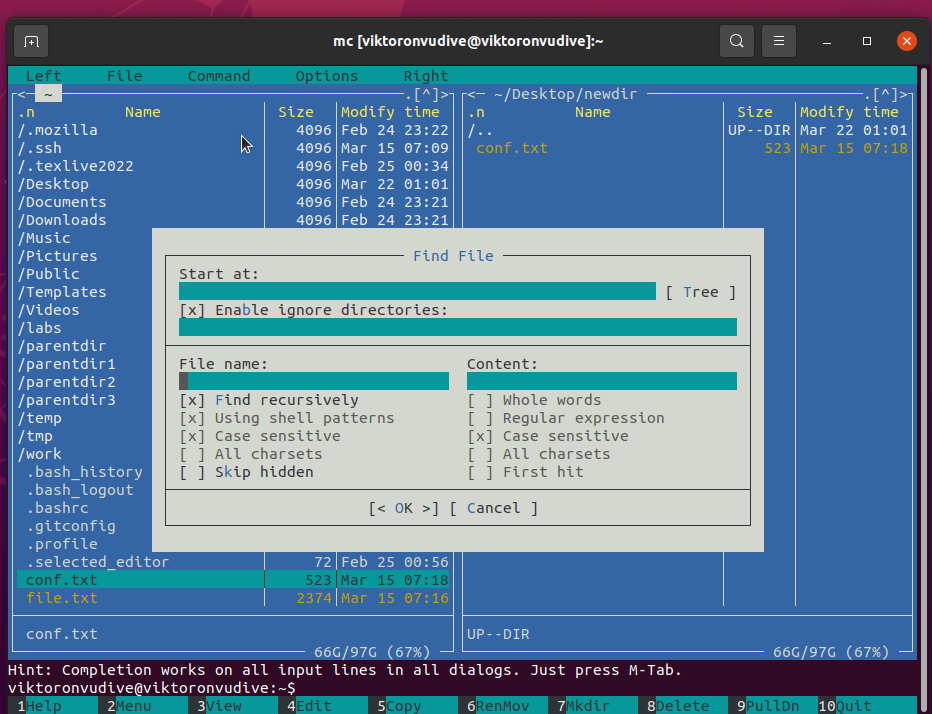 mc [viktoronvudive@viktoronvudive]:~
Left File Command Options Right
<─ ~ ─.[^]>
.n Name Size Modify time
/.mozilla 4096 Feb 24 23:22
/.ssh 4096 Mar 15 07:09
/.texlive2022 4096 Feb 25 00:34
/Desktop 4096 Mar 22 01:01
/Documents 4096 Feb 24 23:21
/Downloads 4096 Feb 24 23:21
/Music
/Pictures
/Public
/Templates
/Videos
/labs
/parentdir
/parentdir1
/parentdir2
/parentdir3
/temp
/tmp
/work
.bash_history
.bash_logout
.bashrc
.gitconfig
.profile
.selected_editor 72 Feb 25 00:56
conf.txt 523 Mar 15 07:18
file.txt 2374 Mar 15 07:16
conf.txt
66G/97G (67%)
<─ ~/Desktop/newdir ─.[^]>
.n Name Size Modify time
/.. UP--DIR Mar 22 01:01
conf.txt 523 Mar 15 07:18
UP--DIR
66G/97G (67%)
Find File
Start at:
[ Tree ]
[x] Enable ignore directories:
File name: Content:
[x] Find recursively [ ] Whole words
[x] Using shell patterns [ ] Regular expression
[x] Case sensitive [x] Case sensitive
[ ] All charsets [ ] All charsets
[ ] Skip hidden [ ] First hit
[< OK >] [ Cancel ]
Hint: Completion works on all input lines in all dialogs. Just press M-Tab.
viktoronvudive@viktoronvudive:~$
1Help 2Menu 3View 4Edit 5Copy 6RenMov 7Mkdir 8Delete 9PullDn 10Quit